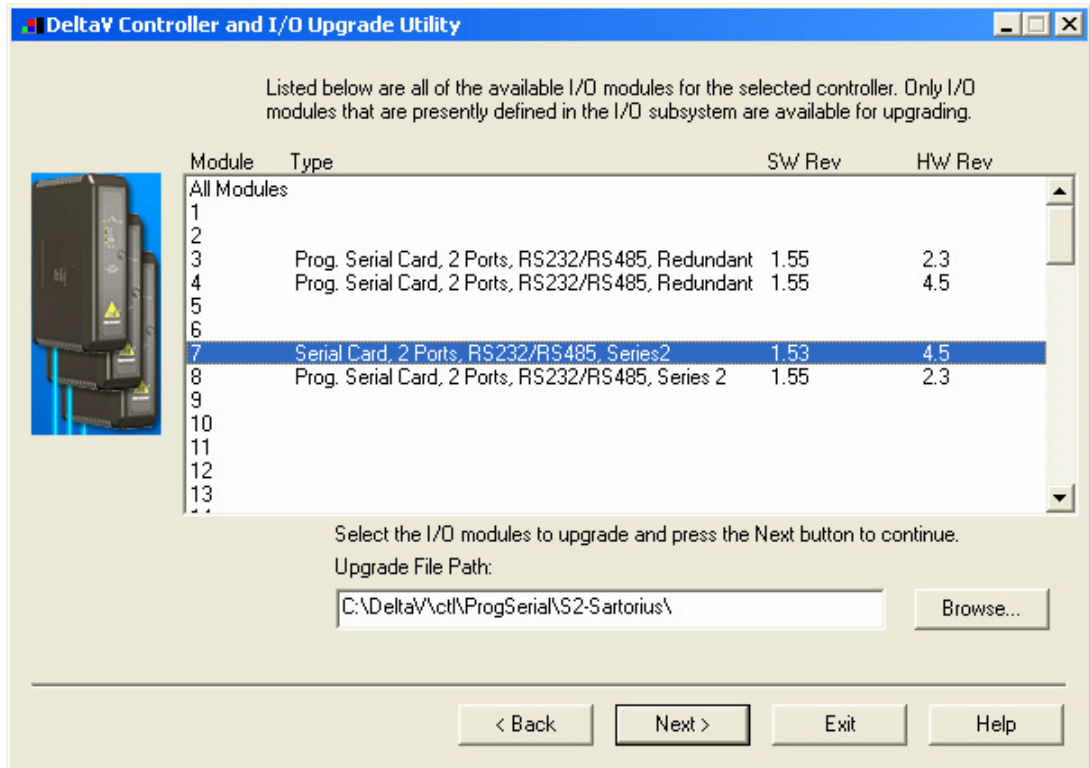 DeltaV Controller and I/O Upgrade Utility
Listed below are all of the available I/O modules for the selected controller. Only I/O
modules that are presently defined in the I/O subsystem are available for upgrading.
Module Type SW Rev HW Rev
All Modules
1
2
3 Prog. Serial Card, 2 Ports, RS232/RS485, Redundant 1.55 2.3
4 Prog. Serial Card, 2 Ports, RS232/RS485, Redundant 1.55 4.5
5
6
7 Serial Card, 2 Ports, RS232/RS485, Series2 1.53 4.5
8 Prog. Serial Card, 2 Ports, RS232/RS485, Series 2 1.55 2.3
9
10
11
12
13
Select the I/O modules to upgrade and press the Next button to continue.
Upgrade File Path:
C:\DeltaV\ctl\ProgSerial\S2-Sartorius\
Browse...
< Back Next > Exit Help